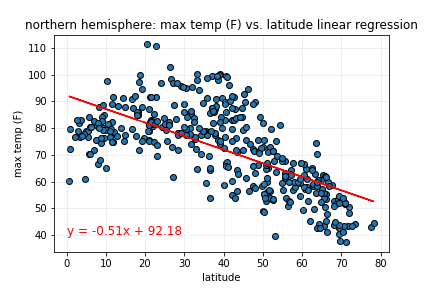 northern hemisphere: max temp (F) vs. latitude linear regression
max temp (F)
110
100
90
80
70
60
50
40
y = -0.51x + 92.18
0 10 20 30 40 50 60 70 80
latitude